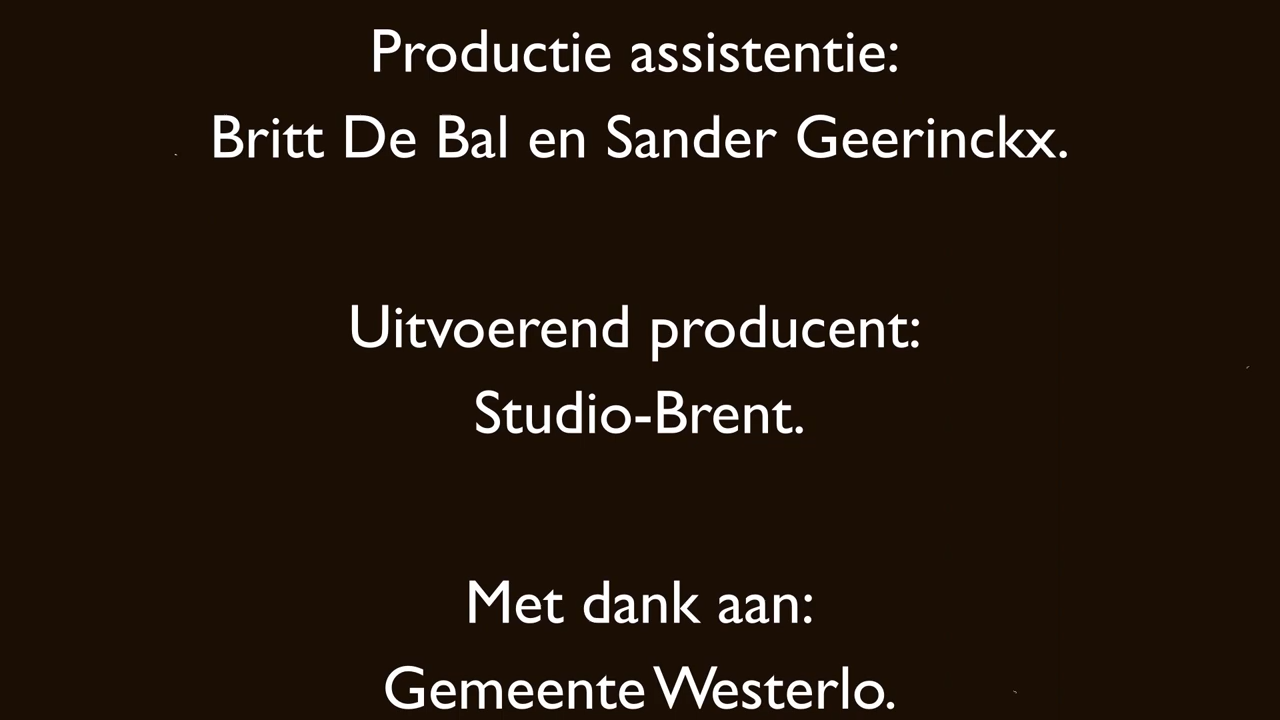 Productie assistentie:
Britt De Bal en Sander Geerinckx.
Uitvoerend producent:
Studio-Brent.
Met dank aan:
Gemeente Westerlo.